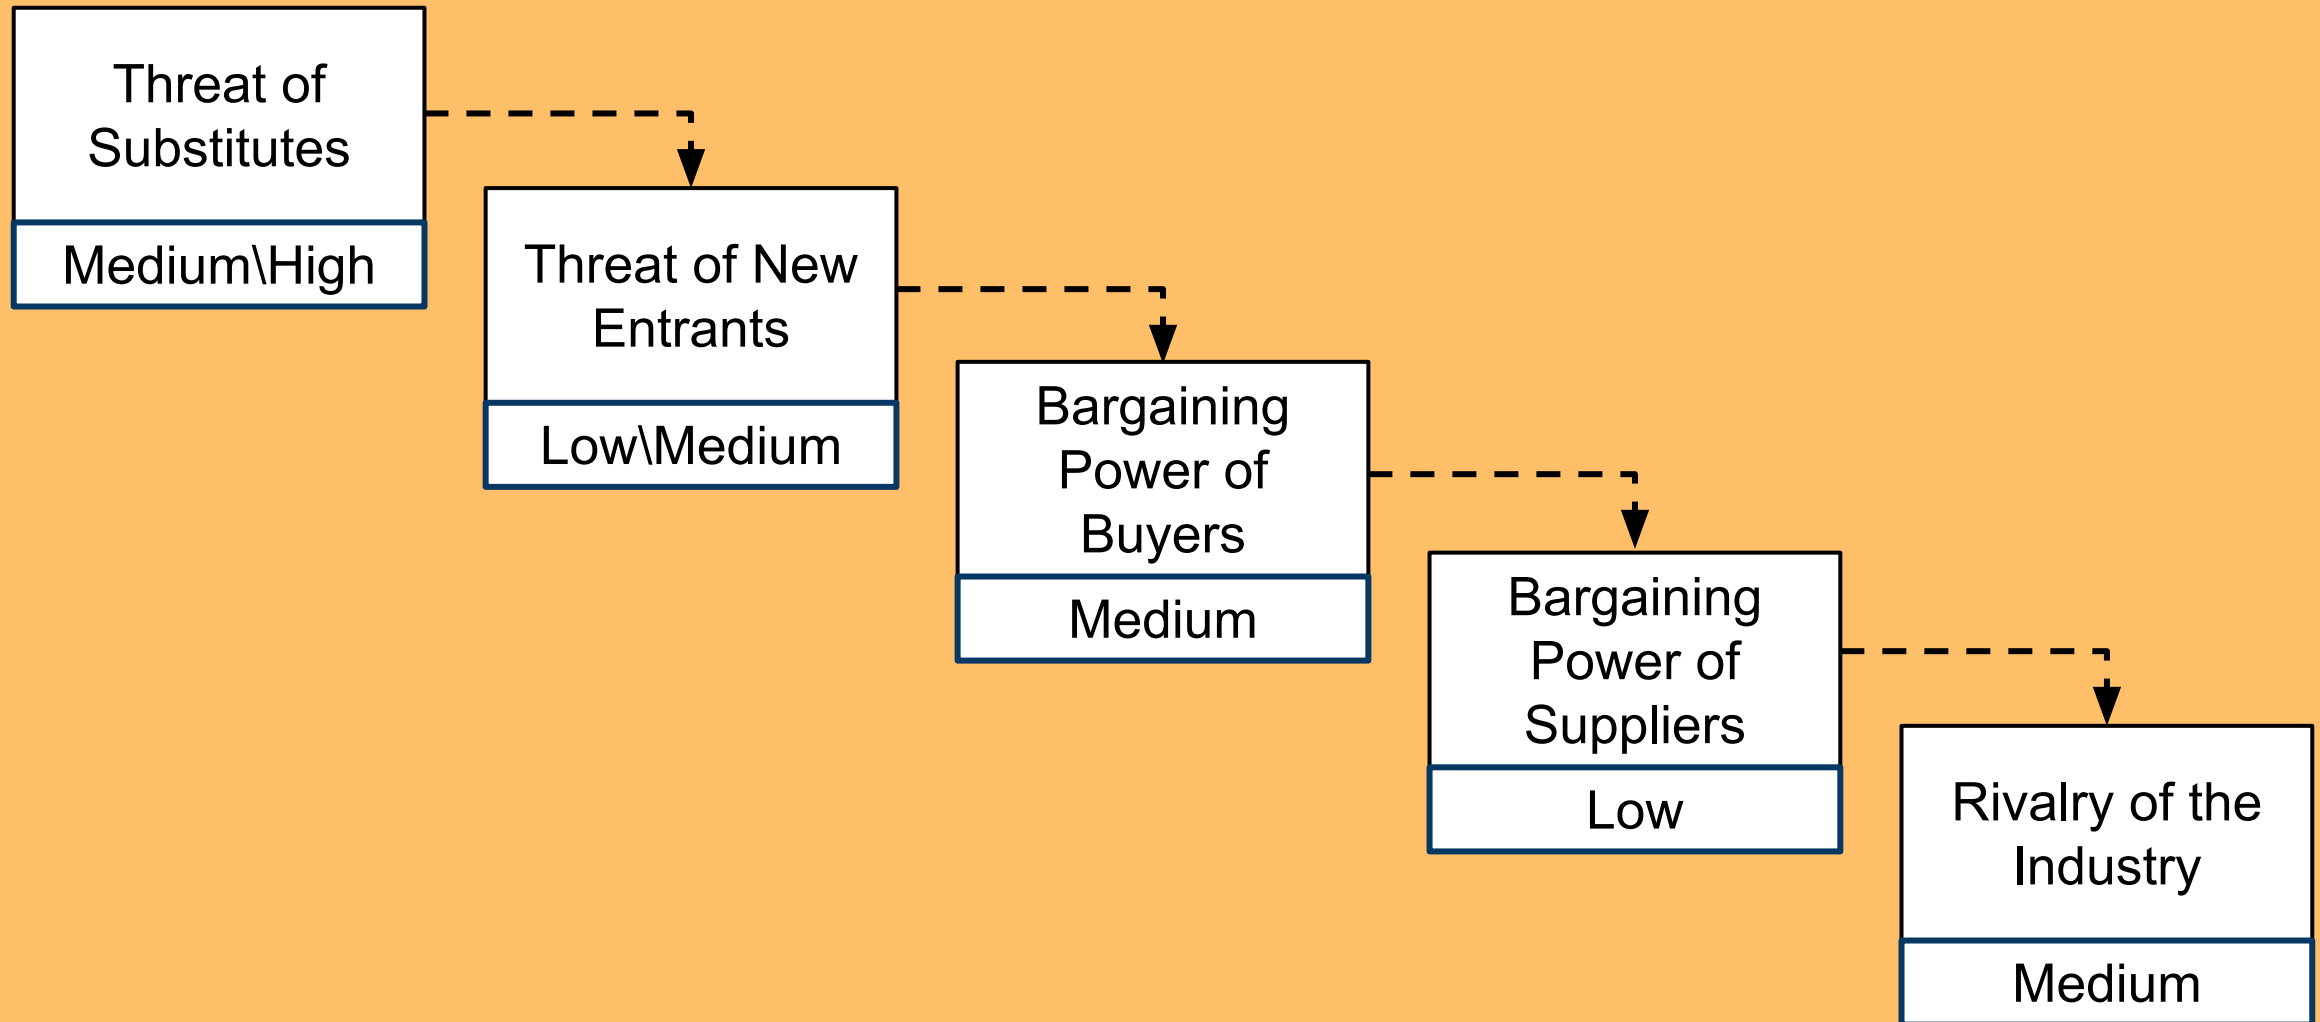 Threat of
Substitutes
Medium\High
Threat of New
Entrants
Low\Medium
Bargaining
Power of
Buyers
Medium
Bargaining
Power of
Suppliers
Low
Rivalry of the
Industry
Medium